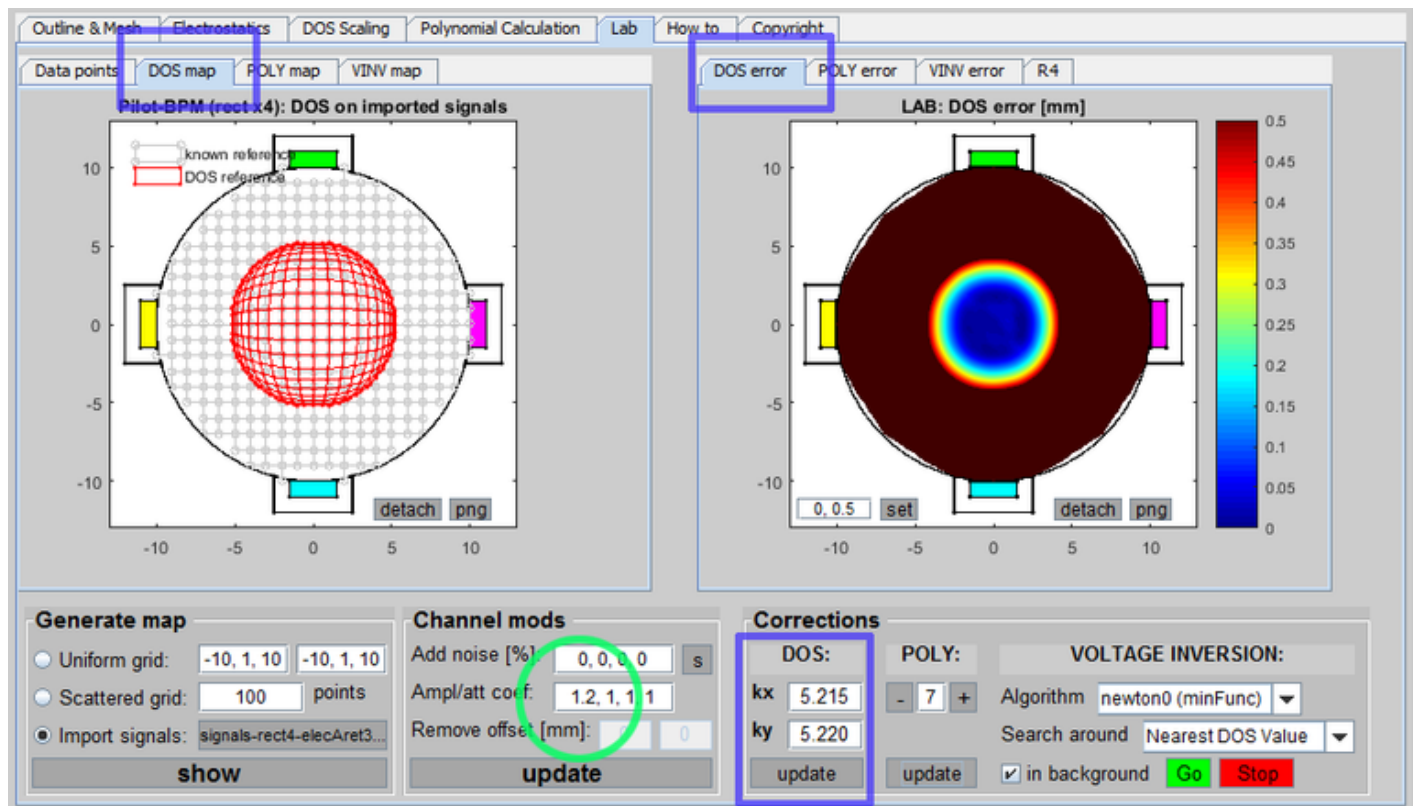 Outline & Mesh Electrostatics DOS Scaling Polynomial Calculation Lab How to Copyright
Data points DOS map POLY map VINV map
Pilot-BPM (rect x4): DOS on imported signals
known reference
DOS reference
10
5
0
-5
-10
-10 -5 0 5 10
detach png
DOS error POLY error VINV error R4
LAB: DOS error [mm]
10
5
0
-5
-10
-10 -5 0 5 10
0, 0.5 set detach png
0.5
0.45
0.4
0.35
0.3
0.25
0.2
0.15
0.1
0.05
0
Generate map
Uniform grid: -10, 1, 10 -10, 1, 10
Scattered grid: 100 points
Import signals: signals-rect4-elecAret3...
show
Channel mods
Add noise [%]: 0, 0, 0, 0 s
Ampl/att coef: 1.2, 1, 1, 1
Remove offset [mm]: 0 0
update
Corrections
DOS:
kx 5.215
ky 5.220
update
POLY:
- 7 +
update
VOLTAGE INVERSION:
Algorithm newton0 (minFunc)
Search around Nearest DOS Value
in background Go Stop